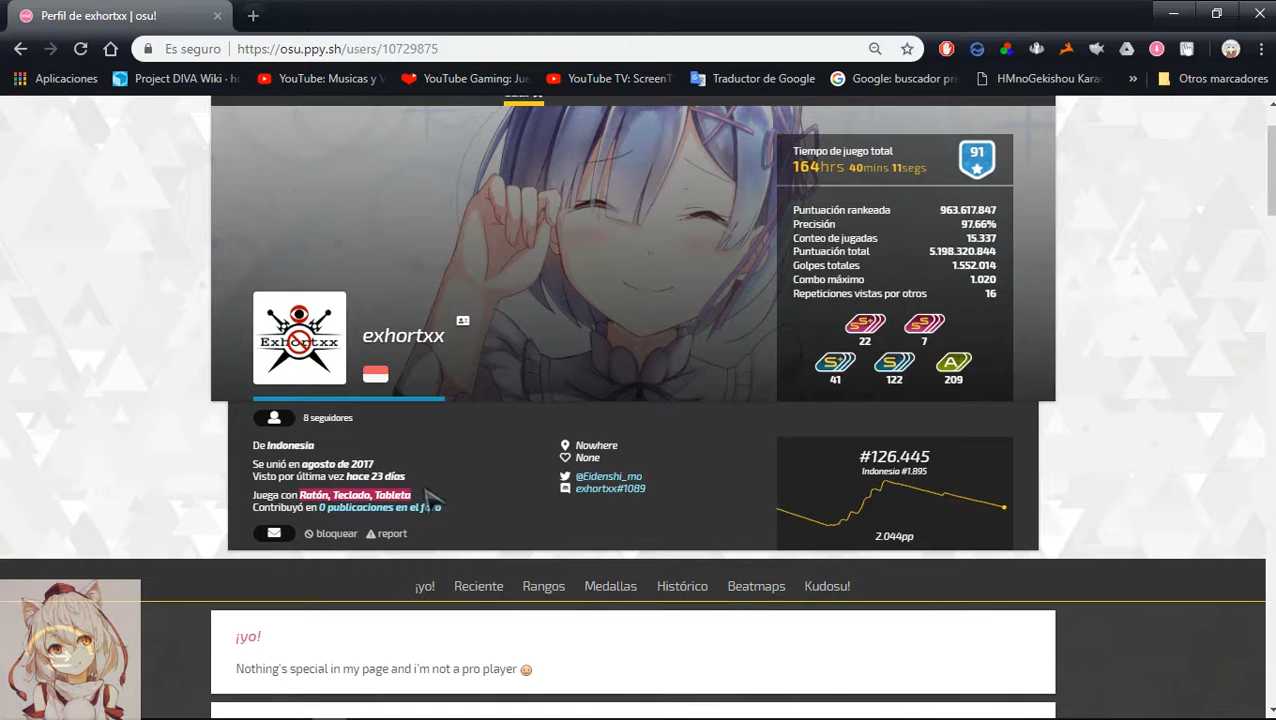 Perfil de exhortxx | osu!
Es seguro
https://osu.ppy.sh/users/10729875
Aplicaciones
Project DIVA Wiki - h
YouTube: Musicas y V
YouTube Gaming: Jue
YouTube TV: ScreenT
Traductor de Google
Google: buscador pre
HMnoGekishou Karao
Otros marcadores
Tiempo de juego total
164hrs 40mins 11segs
91
Puntuación rankeada 963.617.847
Precisión 97.66%
Conteo de jugadas 15.337
Puntuación total 5.198.320.844
Golpes totales 1.552.014
Combo máximo 1.020
Repeticiones vistas por otros 16
22 7
41 122 209
Exhortxx
exhortxx
8 seguidores
De Indonesia
Se unió en agosto de 2017
Visto por última vez hace 23 días
Juega con Ratón, Teclado, Tableta
Contribuyó en 0 publicaciones en el foro
bloquear report
Nowhere
None
@Eidenshi_mo
exhortxx#1089
#126.445
Indonesia #1.895
2.044pp
¡yo! Reciente Rangos Medallas Histórico Beatmaps Kudosu!
¡yo!
Nothing's special in my page and i'm not a pro player